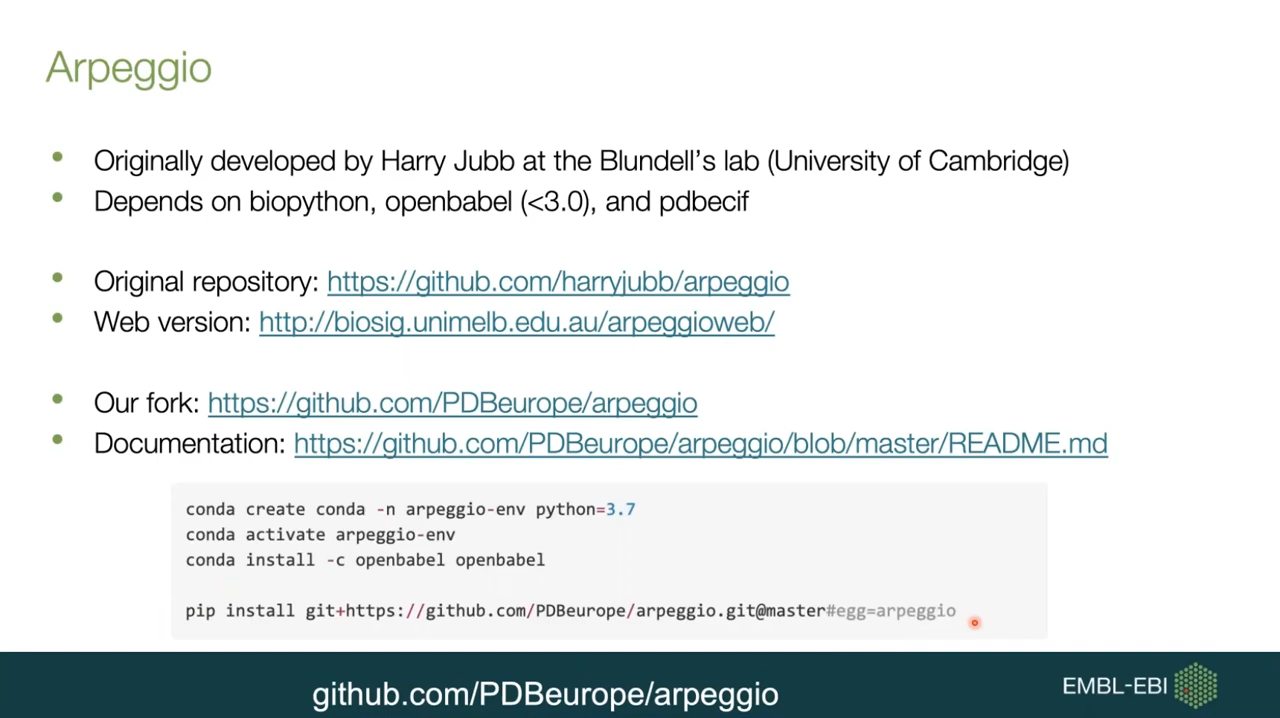 Arpeggio
• Originally developed by Harry Jubb at the Blundell's lab (University of Cambridge)
• Depends on biopython, openbabel (<3.0), and pdbecif
• Original repository: https://github.com/harryjubb/arpeggio
• Web version: http://biosig.unimelb.edu.au/arpeggioweb/
• Our fork: https://github.com/PDBeurope/arpeggio
• Documentation: https://github.com/PDBeurope/arpeggio/blob/master/README.md
conda create conda -n arpeggio-env python=3.7
conda activate arpeggio-env
conda install -c openbabel openbabel
pip install git+https://github.com/PDBeurope/arpeggio.git@master#egg=arpeggio
github.com/PDBeurope/arpeggio
EMBL-EBI